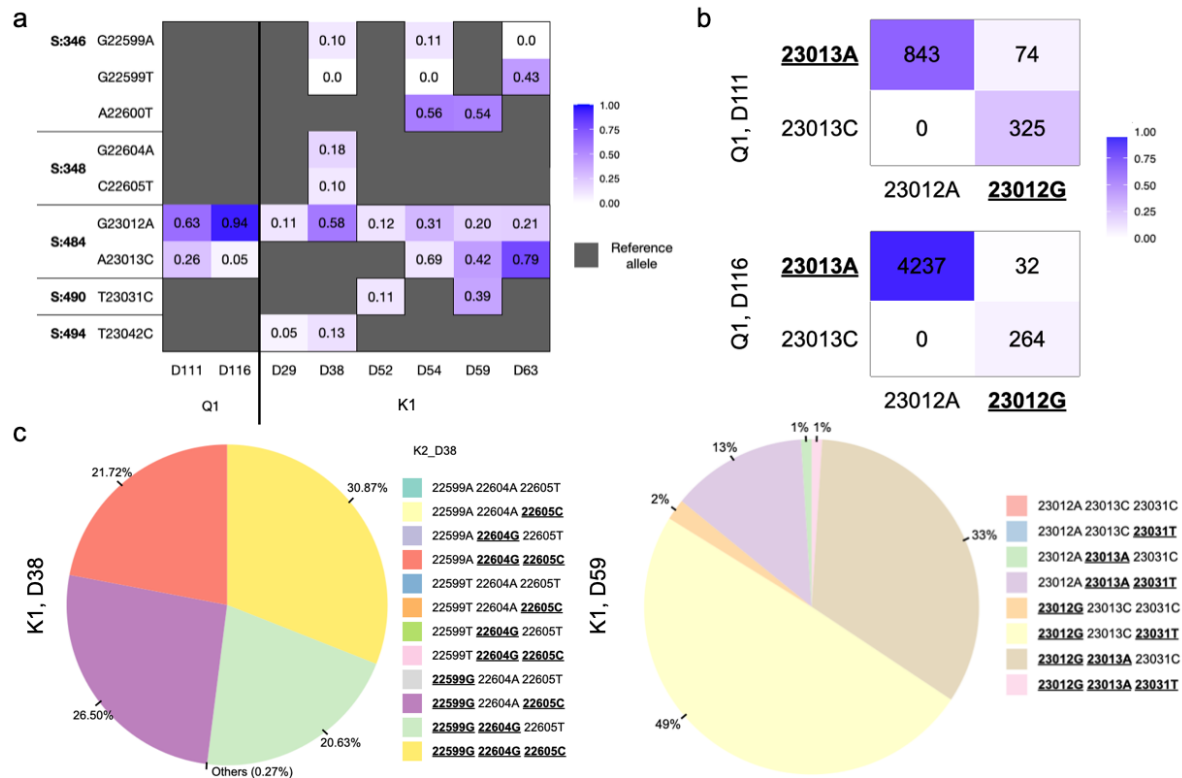 a
S:346 G22599A 0.10 0.11 0.0
G22599T 0.0 0.0 0.43
A22600T 0.56 0.54
S:348 G22604A 0.18
C22605T 0.10
S:484 G23012A 0.63 0.94 0.11 0.58 0.12 0.31 0.20 0.21
A23013C 0.26 0.05 0.69 0.42 0.79
S:490 T23031C 0.11 0.39
S:494 T23042C 0.05 0.13
D111 D116 D29 D38 D52 D54 D59 D63
Q1 K1
1.00
0.75
0.50
0.25
0.00
Reference
allele
b
Q1, D111
23013A 843 74
23013C 0 325
23012A 23012G
Q1, D116
23013A 4237 32
23013C 0 264
23012A 23012G
1.00
0.75
0.50
0.25
0.00
c
K1, D38
21.72%
30.87%
26.50%
20.63%
Others (0.27%)
K2_D38
22599A 22604A 22605T
22599A 22604A 22605C
22599A 22604G 22605T
22599A 22604G 22605C
22599T 22604A 22605T
22599T 22604A 22605C
22599T 22604G 22605T
22599T 22604G 22605C
22599G 22604A 22605T
22599G 22604A 22605C
22599G 22604G 22605T
22599G 22604G 22605C
K1, D59
1% 1%
13%
2%
33%
49%
23012A 23013C 23031C
23012A 23013C 23031T
23012A 23013A 23031C
23012A 23013A 23031T
23012G 23013C 23031C
23012G 23013C 23031T
23012G 23013A 23031C
23012G 23013A 23031T